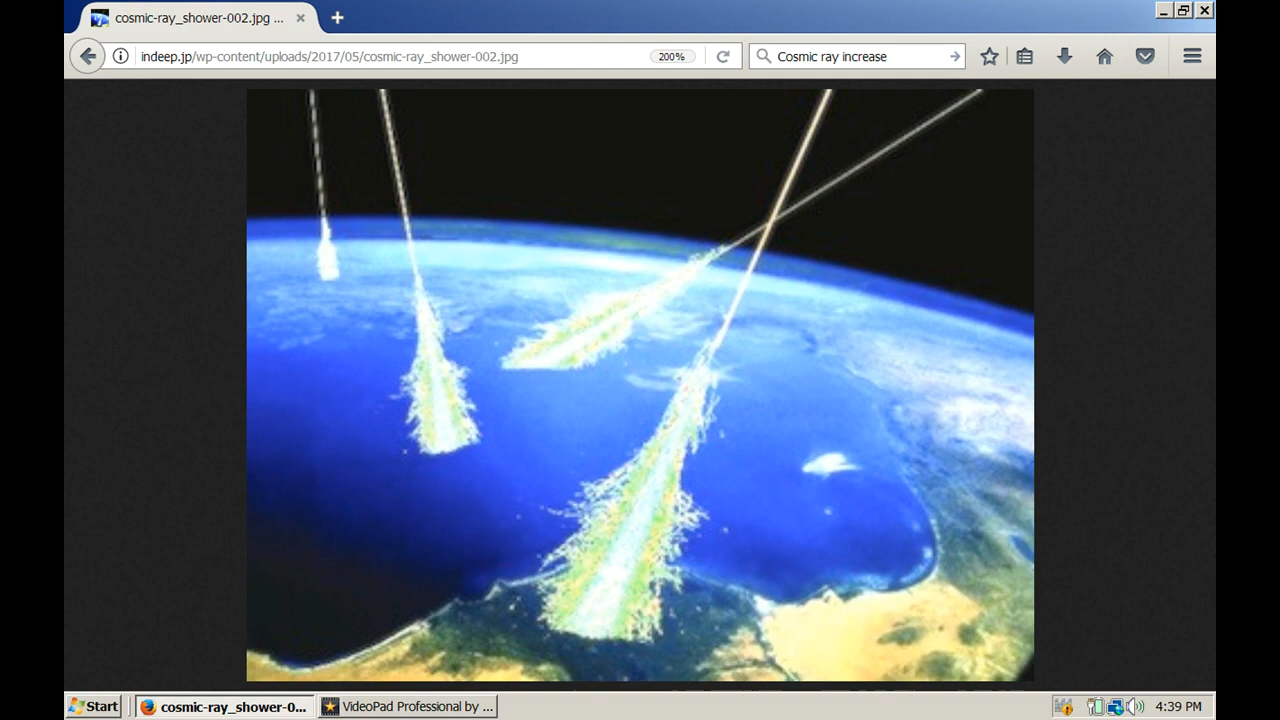 cosmic-ray_shower-002.jpg ...
indeep.jp/wp-content/uploads/2017/05/cosmic-ray_shower-002.jpg
200%
Cosmic ray increase
Start
cosmic-ray_shower-0...
VideoPad Professional by ...
4:39 PM